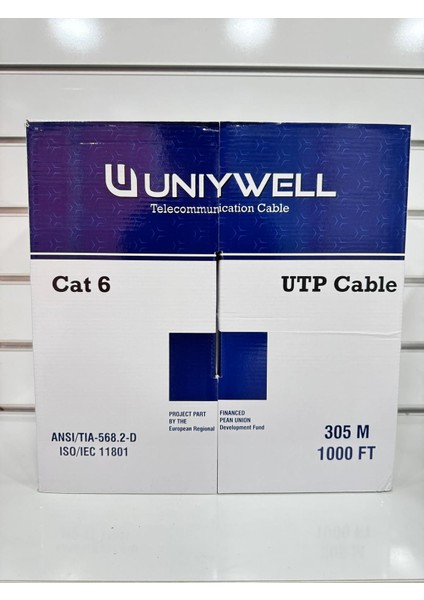 UNIYWELL
Telecommunication Cable
Cat 6
UTP Cable
PROJECT PART FINANCED
BY THE PEAN UNION
European Regional Development Fund
ANSI/TIA-568.2-D
ISO/IEC 11801
305 M
1000 FT